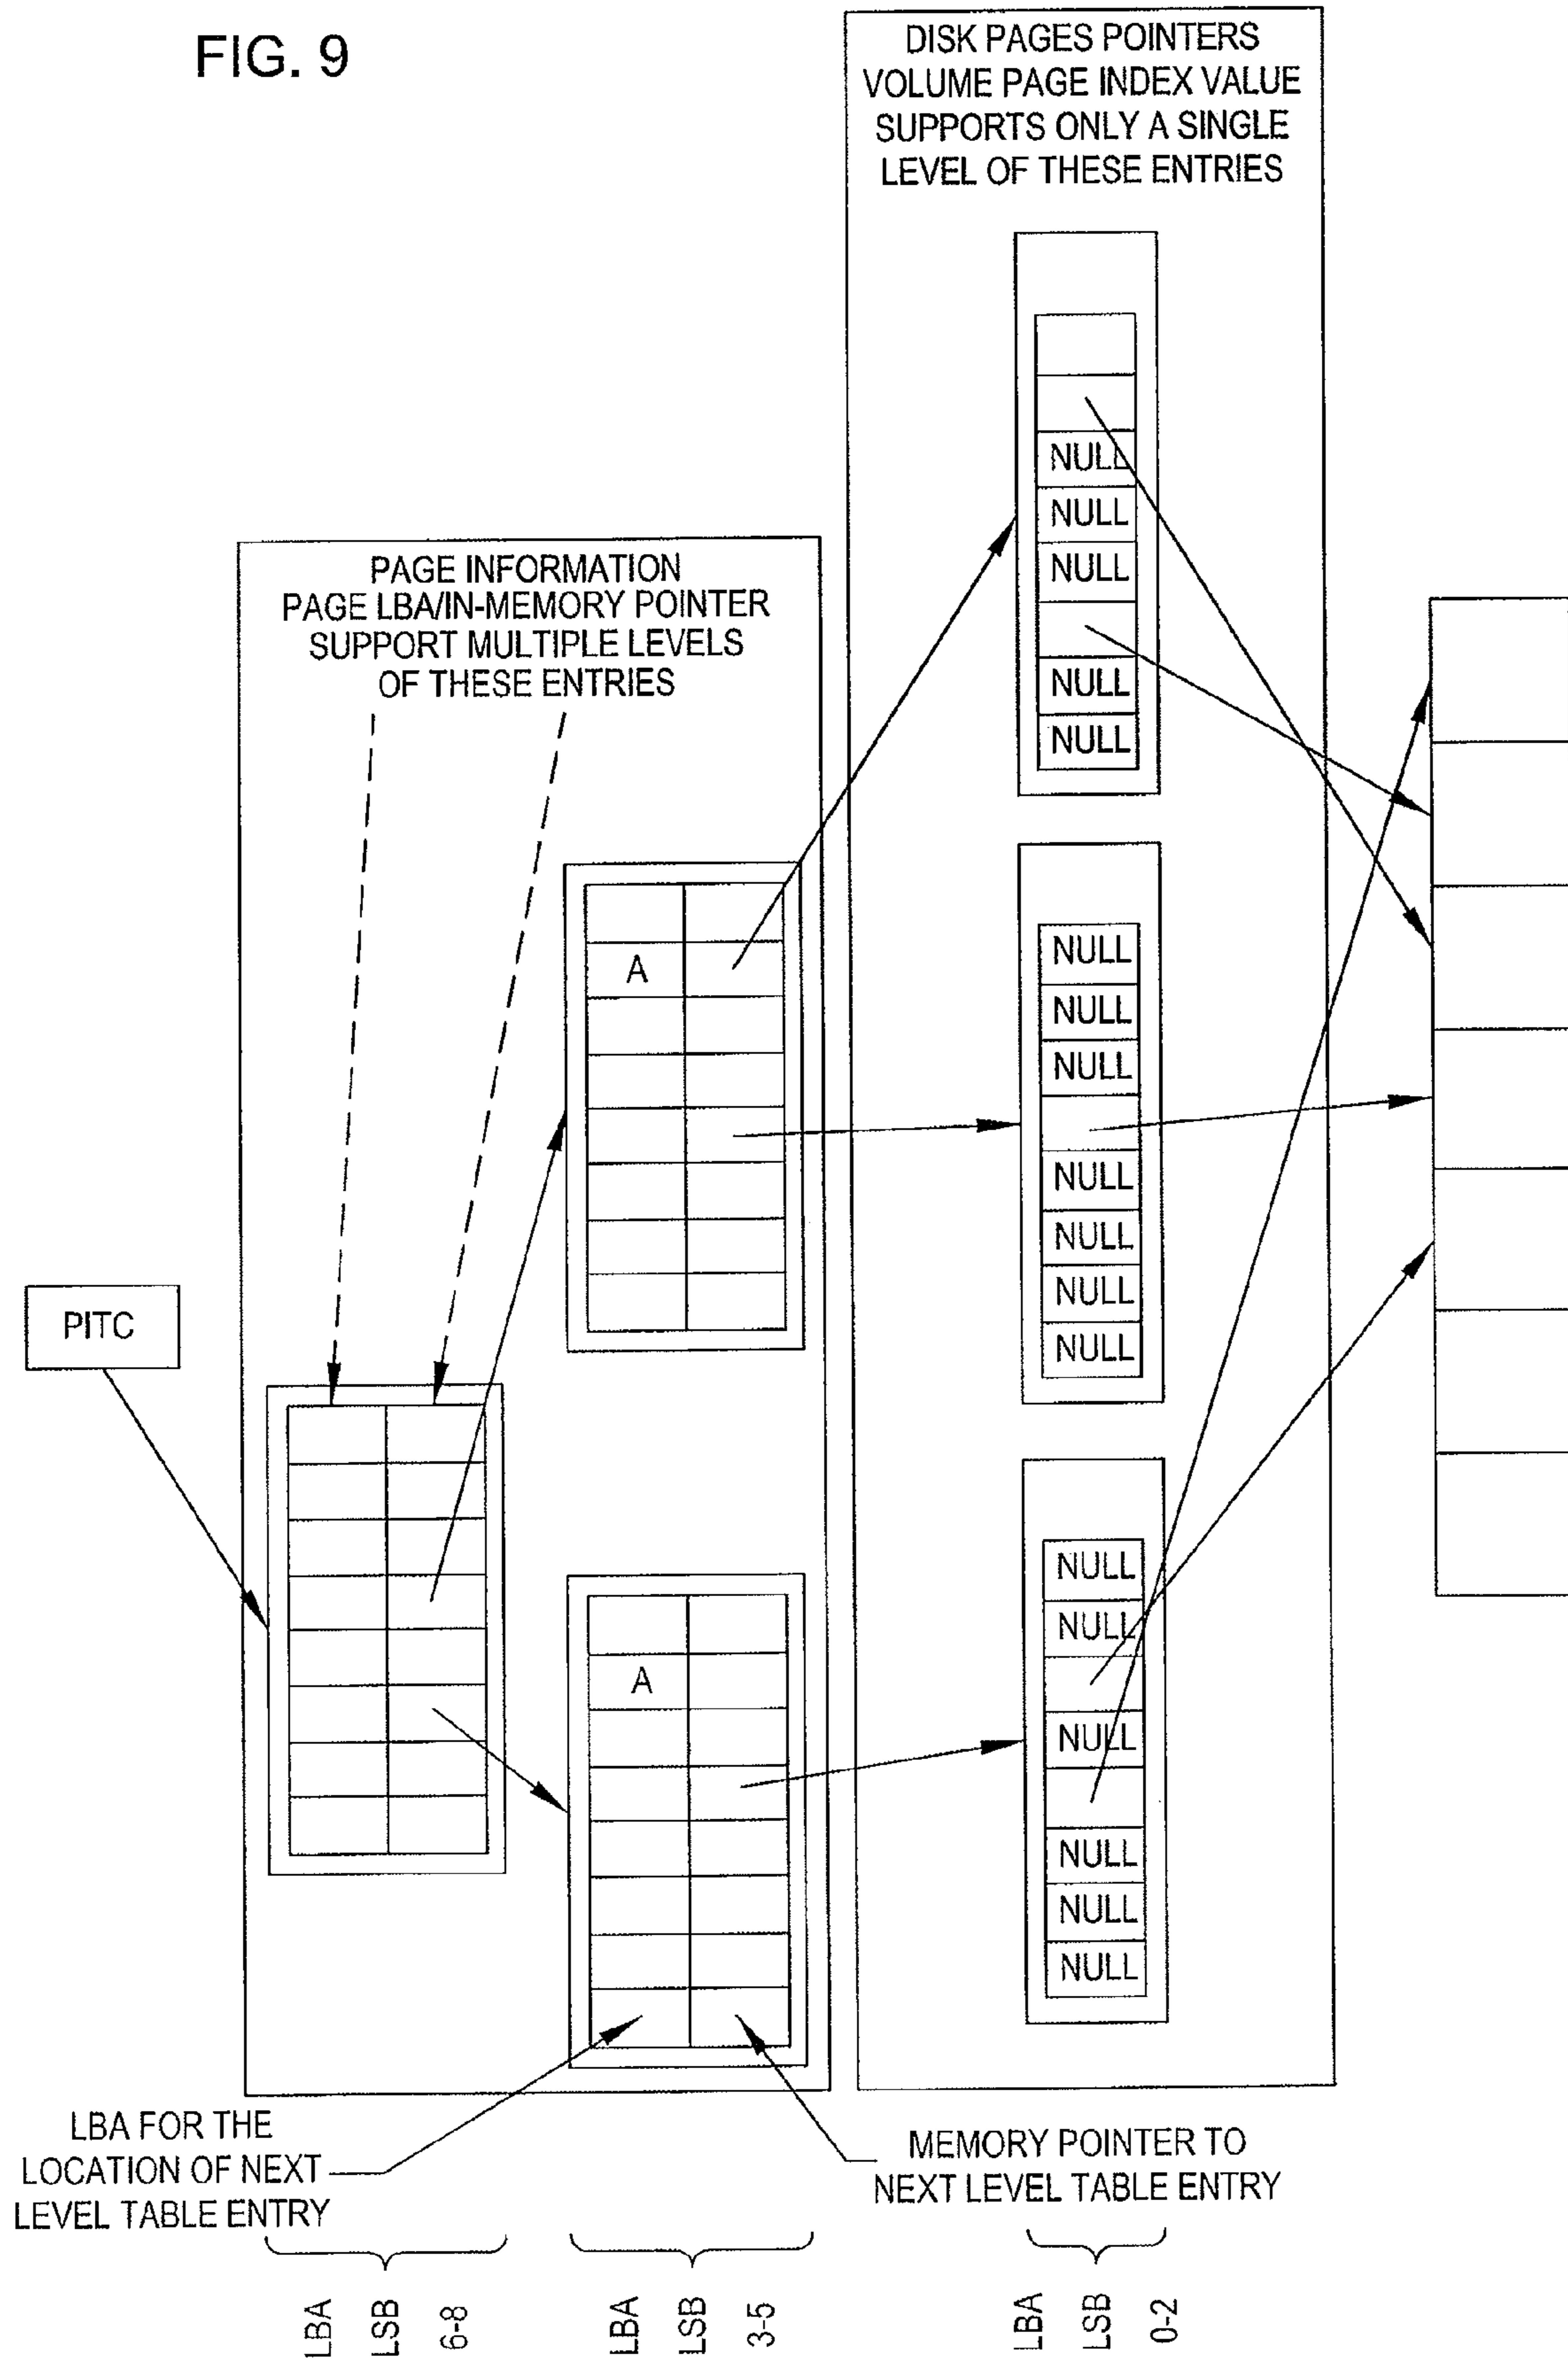 FIG. 9
DISK PAGES POINTERS
VOLUME PAGE INDEX VALUE
SUPPORTS ONLY A SINGLE
LEVEL OF THESE ENTRIES
NULL
NULL
NULL
NULL
NULL
PAGE INFORMATION
PAGE LBA/IN-MEMORY POINTER
SUPPORT MULTIPLE LEVELS
OF THESE ENTRIES
A
NULL
NULL
NULL
NULL
NULL
NULL
NULL
PITC
A
NULL
NULL
NULL
NULL
NULL
NULL
LBA FOR THE
LOCATION OF NEXT
LEVEL TABLE ENTRY
MEMORY POINTER TO
NEXT LEVEL TABLE ENTRY
LBA
LSB
6-8
LBA
LSB
3-5
LBA
LSB
0-2